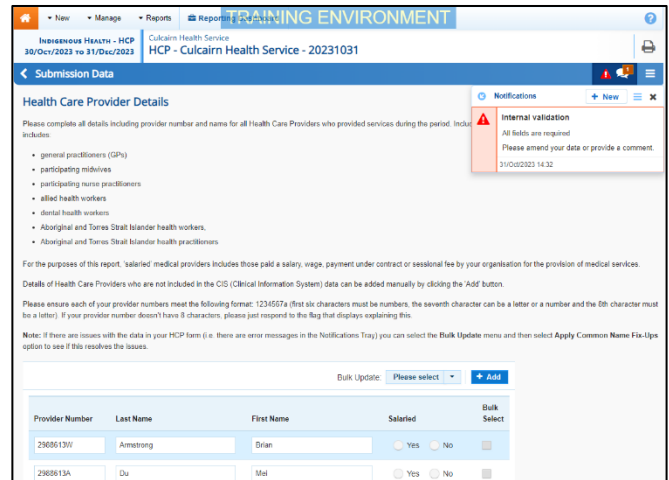 New Manage Reports Reporting
TRAINING ENVIRONMENT
INDIGENOUS HEALTH - HCP
30/OCT/2023 TO 31/DEC/2023
Culcairn Health Service
HCP - Culcairn Health Service - 20231031
Submission Data
Notifications + New
Internal validation
All fields are required
Please amend your data or provide a comment.
31/Oct/2023 14:32
Health Care Provider Details
Please complete all details including provider number and name for all Health Care Providers who provided services during the period. Includ
includes:
• general practitioners (GPs)
• participating midwives
• participating nurse practitioners
• allied health workers
• dental health workers
• Aboriginal and Torres Strait Islander health workers,
• Aboriginal and Torres Strait Islander health practitioners
For the purposes of this report, 'salaried' medical providers includes those paid a salary, wage, payment under contract or sessional fee by your organisation for the provision of medical services.
Details of Health Care Providers who are not included in the CIS (Clinical Information System) data can be added manually by clicking the 'Add' button.
Please ensure each of your provider numbers meet the following format: 1234567a (first six characters must be numbers, the seventh character can be a letter or a number and the 8th character must
be a letter). If your provider number doesn't have 8 characters, please just respond to the flag that displays explaining this.
Note: If there are issues with the data in your HCP form (i.e. there are error messages in the Notifications Tray) you can select the Bulk Update menu and then select Apply Common Name Fix-Ups
option to see if this resolves the issues.
Bulk Update: Please select + Add
Provider Number Last Name First Name Salaried Bulk Select
2988613W Armstrong Brian Yes No
2988613A Du Mei Yes No